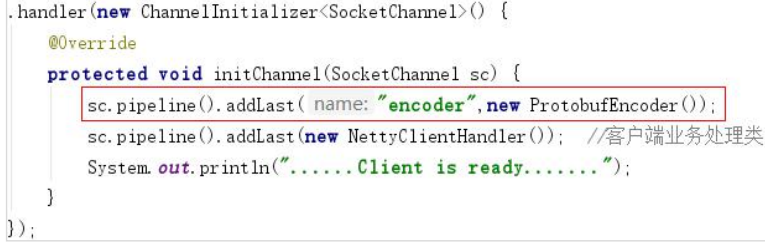 .handler(new ChannelInitializer<SocketChannel>() {
@Override
protected void initChannel(SocketChannel sc) {
sc.pipeline().addLast( name: "encoder",new ProtobufEncoder());
sc.pipeline().addLast(new NettyClientHandler()); //客户端业务处理类
System.out.println("......Client is ready.......");
}
});